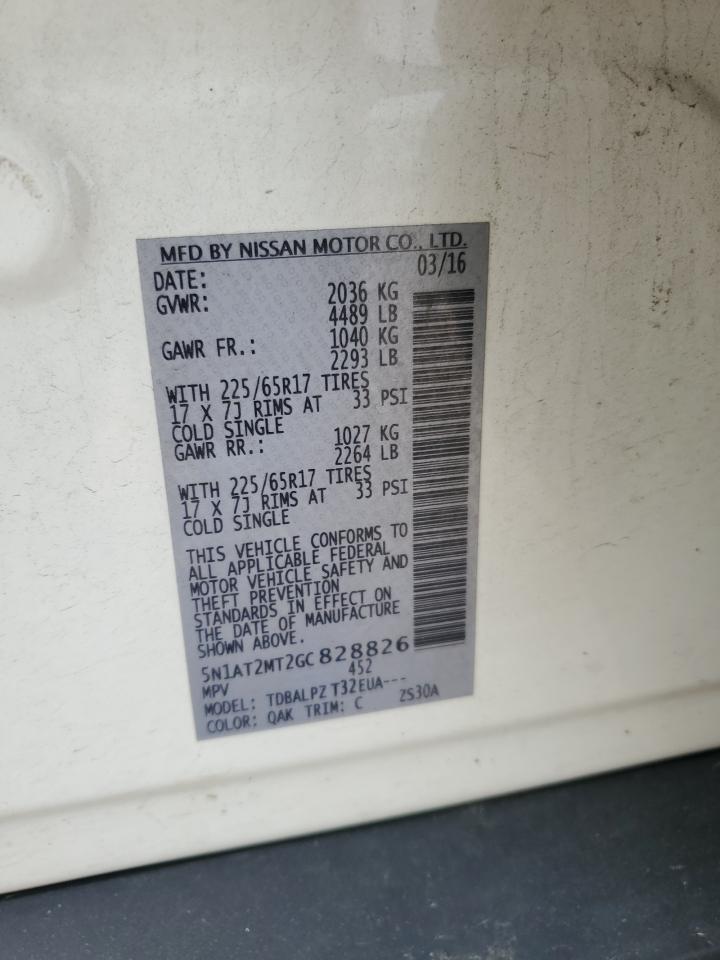 MFD BY NISSAN MOTOR CO., LTD.
DATE: 03/16
GVWR: 2036 KG
4489 LB
GAWR FR.: 1040 KG
2293 LB
WITH 225/65R17 TIRES
17 X 7J RIMS AT 33 PSI
COLD SINGLE
GAWR RR.: 1027 KG
2264 LB
WITH 225/65R17 TIRES
17 X 7J RIMS AT 33 PSI
COLD SINGLE
THIS VEHICLE CONFORMS TO
ALL APPLICABLE FEDERAL
MOTOR VEHICLE SAFETY AND
THEFT PREVENTION
STANDARDS IN EFFECT ON
THE DATE OF MANUFACTURE
SHOWN ABOVE.
5N1AT2MT2GC828826
MPV 452
MODEL: TDBALPZ T32EUA---
COLOR: QAK TRIM: C ZS30A